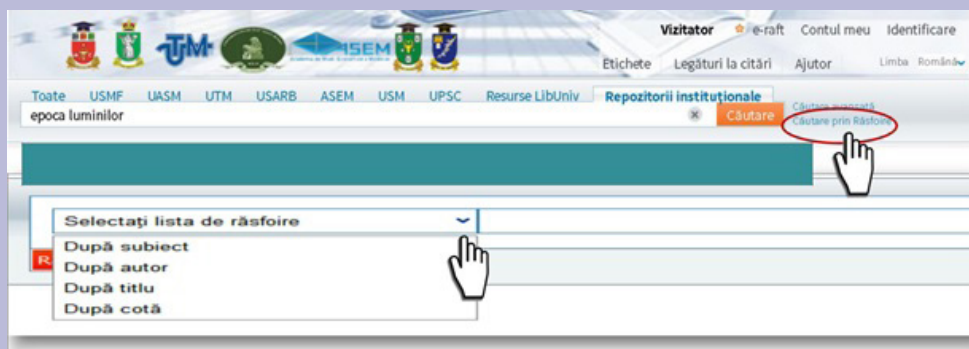 Vizitator e-raft Contul meu Identificare
UTM ISEM
Etichete Legături la citări Ajutor Limba Română
Toate USMF UASM UTM USARB ASEM USM UPSC Resurse LibUniv Repozitorii instituționale
Căutare avansată
epoca luminilor Căutare Căutare prin Răsfoire
Selectați lista de răsfoire
După subiect
R
După autor
După titlu
După cotă